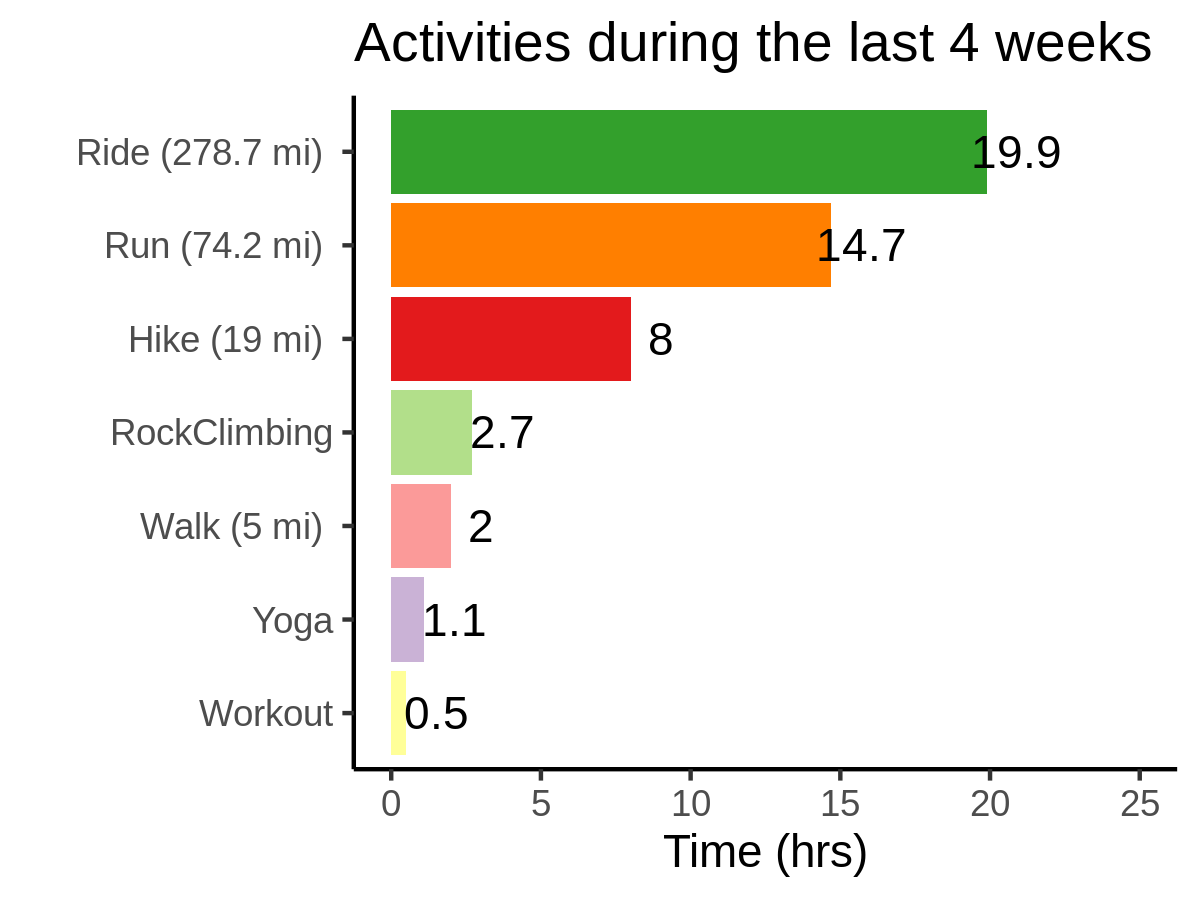 Activities during the last 4 weeks
Ride (278.7 mi) 19.9
Run (74.2 mi) 14.7
Hike (19 mi) 8
RockClimbing 2.7
Walk (5 mi) 2
Yoga 1.1
Workout 0.5
0 5 10 15 20 25
Time (hrs)